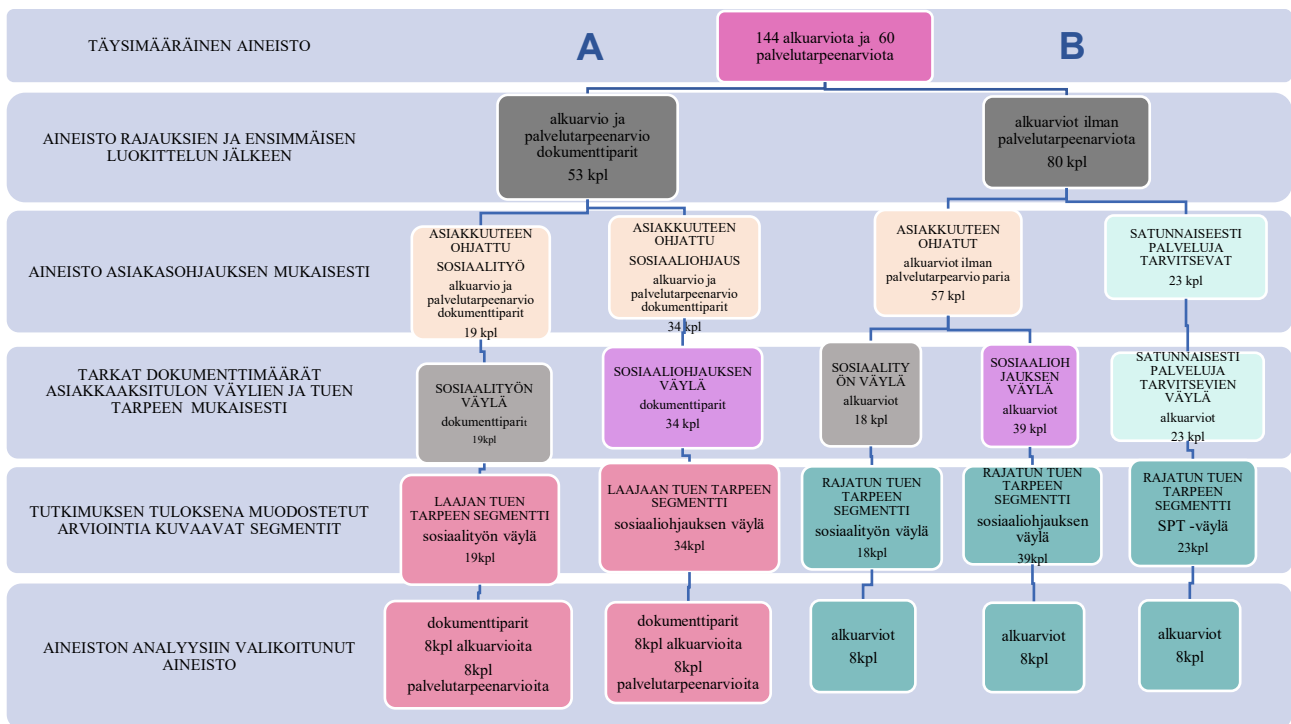 TÄYSIMÄÄRÄINEN AINEISTO
A
144 alkuarviota ja 60
palvelutarpeenarviota
B
AINEISTO RAJAUKSIEN JA ENSIMMÄISEN
LUOKITTELUN JÄLKEEN
alkuarvio ja
palvelutarpeenarvio
dokumenttiparit
53 kpl
alkuarviot ilman
palvelutarpeenarviota
80 kpl
AINEISTO ASIAKASOHJAUKSEN MUKAISESTI
ASIAKKUUTEEN
OHJATTU
SOSIAALITYÖ
alkuarvio ja
palvelutarpeenarvio
dokumenttiparit
19 kpl
ASIAKKUUTEEN
OHJATTU
SOSIAALIOHJAUS
alkuarvio ja
palvelutarpeenarvio
dokumenttiparit
34 kpl
ASIAKKUUTEEN
OHJATUT
alkuarviot ilman
palvelutarpearvio paria
57 kpl
SATUNNAISEESTI
PALVELUJA
TARVITSEVAT
23 kpl
TARKAT DOKUMENTTIMÄÄRÄT
ASIAKKAAKSITULON VÄYLIEN JA TUEN
TARPEEN MUKAISESTI
SOSIAALITYÖN
VÄYLÄ
dokumenttiparit
19kpl
SOSIAALIOHJAUKSEN
VÄYLÄ
dokumenttiparit
34 kpl
SOSIAALITY
ÖN VÄYLÄ
alkuarviot
18 kpl
SOSIAALIOH
JAUKSEN
VÄYLÄ
alkuarviot
39 kpl
SATUNNAISESTI
PALVELUJA
TARVITSEVIEN
VÄYLÄ
alkuarviot
23 kpl
TUTKIMUKSEN TULOKSENA MUODOSTETUT
ARVIOINTIA KUVAAVAT SEGMENTIT
LAAJAN TUEN
TARPEEN SEGMENTTI
sosiaalityön väylä
19kpl
LAAJAAN TUEN TARPEEN
SEGMENTTI
sosiaaliohjauksen väylä
34kpl
RAJATUN TUEN
TARPEEN
SEGMENTTI
sosiaalityön väylä
18kpl
RAJATUN TUEN
TARPEEN
SEGMENTTI
sosiaaliohjauksen
väylä
39kpl
RAJATUN TUEN
TARPEEN
SEGMENTTI
SPT -väylä
23kpl
AINEISTON ANALYYSIIN VALIKOITUNUT
AINEISTO
dokumenttiparit
8kpl alkuarvioita
8kpl
palvelutarpeenarvioita
dokumenttiparit
8kpl alkuarvioita
8kpl
palvelutarpeenarvioita
alkuarviot
8kpl
alkuarviot
8kpl
alkuarviot
8kpl